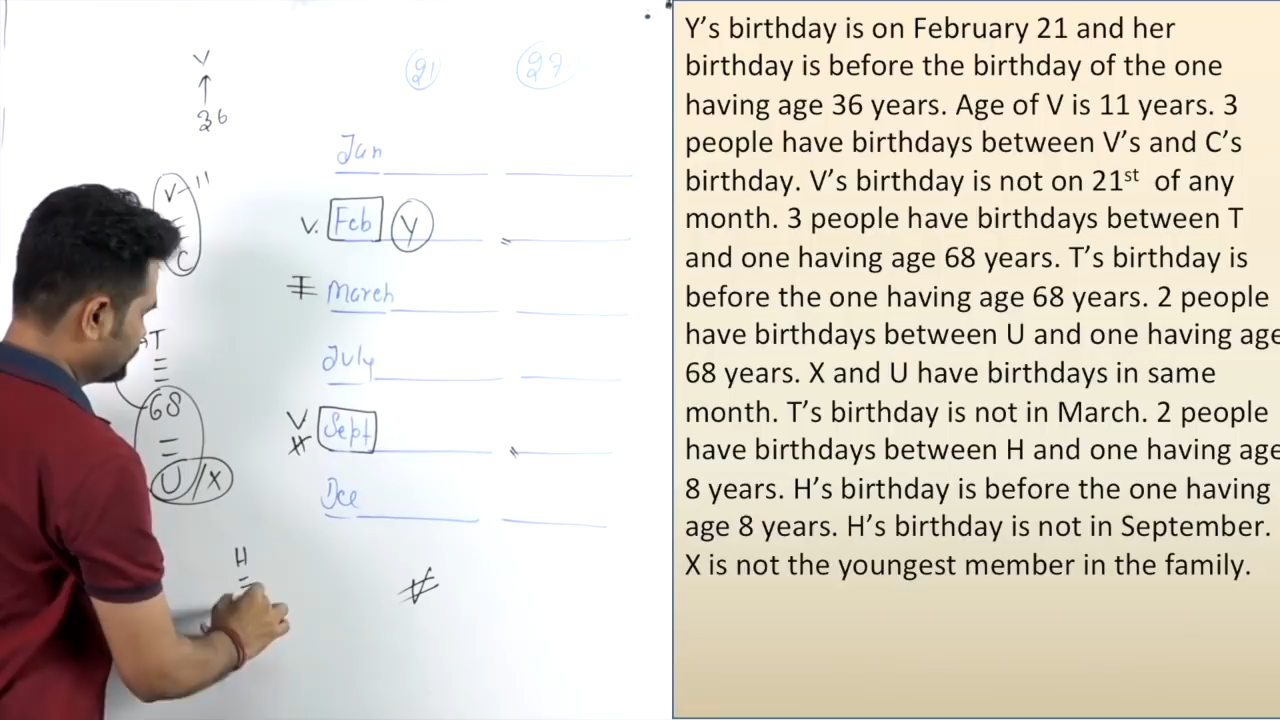 V
36
21 27
Jan
V-11
C
V. Feb Y
March
T
July
68
V Sept
H
U/X
Dec
H
V
Y’s birthday is on February 21 and her
birthday is before the birthday of the one
having age 36 years. Age of V is 11 years. 3
people have birthdays between V’s and C’s
birthday. V’s birthday is not on 21st of any
month. 3 people have birthdays between T
and one having age 68 years. T’s birthday is
before the one having age 68 years. 2 people
have birthdays between U and one having age
68 years. X and U have birthdays in same
month. T’s birthday is not in March. 2 people
have birthdays between H and one having age
8 years. H’s birthday is before the one having
age 8 years. H’s birthday is not in September.
X is not the youngest member in the family.